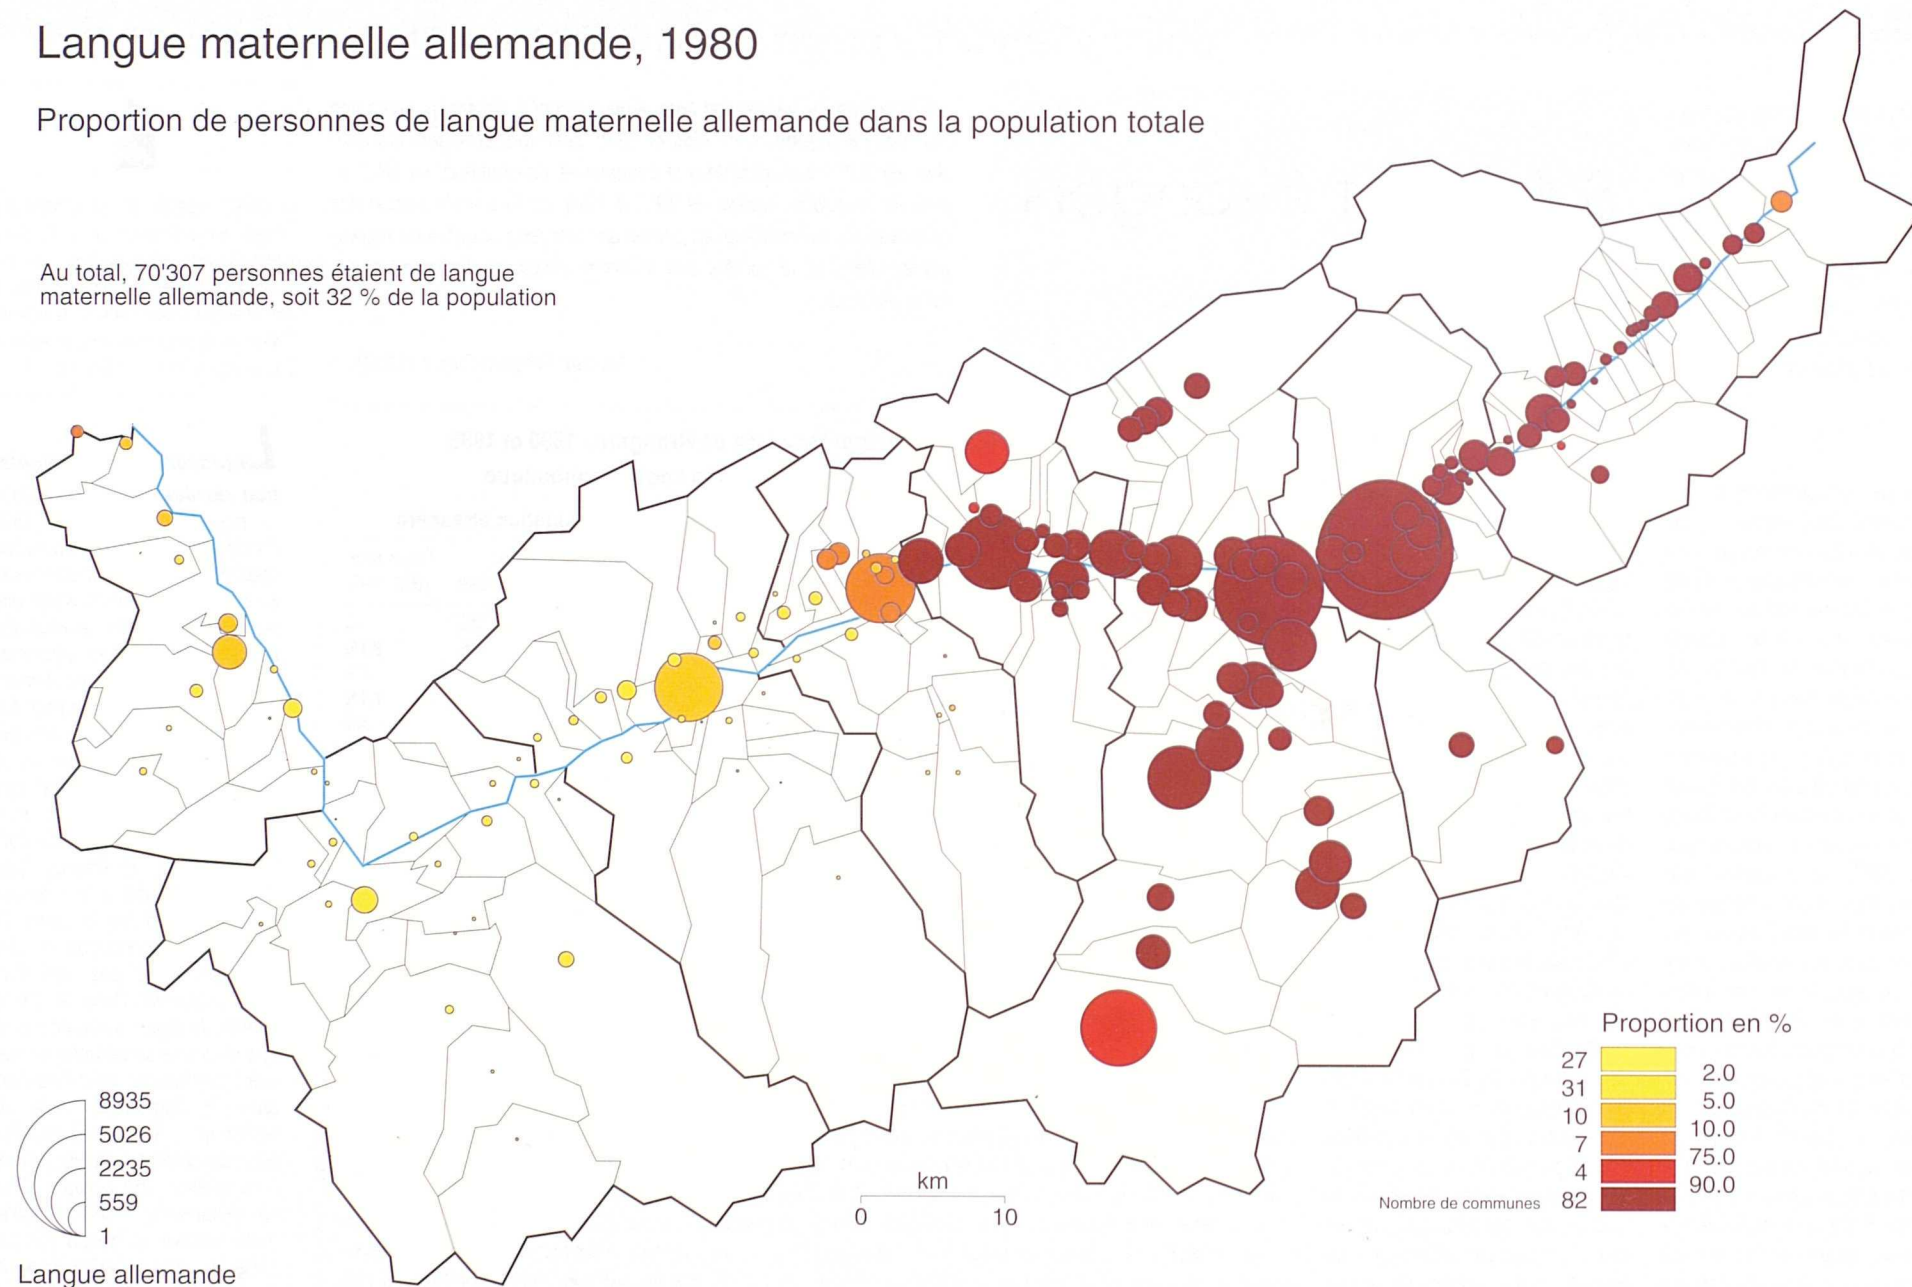 Langue maternelle allemande, 1980
Proportion de personnes de langue maternelle allemande dans la population totale
Au total, 70'307 personnes étaient de langue
maternelle allemande, soit 32 % de la population
8935
5026
2235
559
1
Langue allemande
km
0 10
Proportion en %
27
2.0
31
5.0
10
10.0
7
75.0
4
90.0
Nombre de communes 82